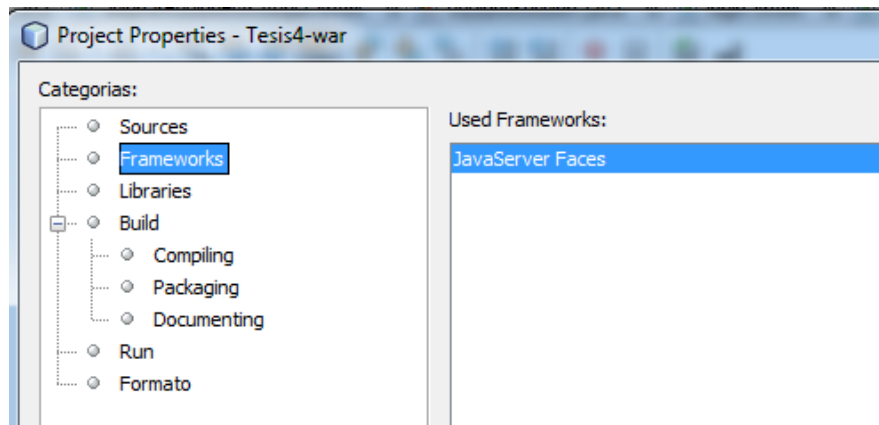 Project Properties - Tesis4-war
Categorias:
Sources
Frameworks
Libraries
Build
Compiling
Packaging
Documenting
Run
Formato
Used Frameworks:
JavaServer Faces